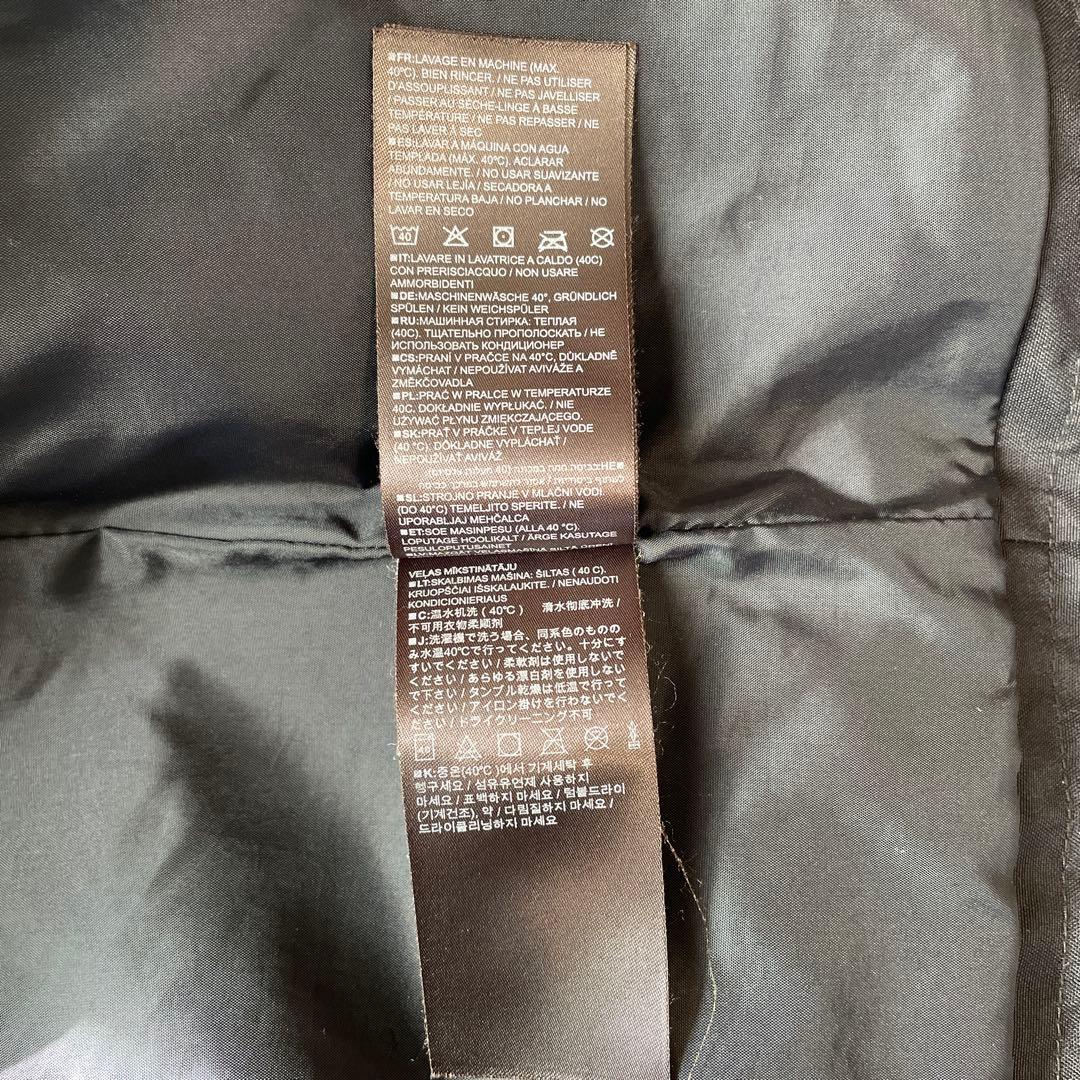 ■FR:LAVAGE EN MACHINE (MAX.
40ºC). BIEN RINCER. / NE PAS UTILISER
D'ASSOUPLISSANT / NE PAS JAVELLISER
/ PASSER AU SÈCHE-LINGE À BASSE
TEMPÉRATURE / NE PAS REPASSER / NE
PAS LAVER À SEC
■ES:LAVAR A MÁQUINA CON AGUA
TEMPLADA (MÁX. 40ºC). ACLARAR
ABUNDAMENTE. / NO USAR SUAVIZANTE
/ NO USAR LEJÍA / SECADORA A
TEMPERATURA BAJA / NO PLANCHAR / NO
LAVAR EN SECO
40
■IT:LAVARE IN LAVATRICE A CALDO (40C)
CON PRERISCIACQUO / NON USARE
AMMORBIDENTI
■DE:MASCHINENWÄSCHE 40°, GRÜNDLICH
SPÜLEN / KEIN WEICHSPÜLER
■RU:МАШИННАЯ СТИРКА: ТЕПЛАЯ
(40C). ТЩАТЕЛЬНО ПРОПОЛОСКАТЬ / НЕ
ИСПОЛЬЗОВАТЬ КОНДИЦИОНЕР
■CS:PRANÍ V PRAČCE NA 40°C, DŮKLADNĚ
VYMÁCHAT / NEPOUŽÍVAT AVIVÁŽE A
ZMĚKČOVADLA
■PL:PRAĆ W PRALCE W TEMPERATURZE
40C. DOKŁADNIE WYPŁUKAĆ. / NIE
UŻYWAĆ PŁYNU ZMIĘKCZAJĄCEGO.
■SK:PRAŤ V PRÁČKE V TEPLEJ VODE
(40 °C). DÔKLADNE VYPLÁCHAŤ /
NEPOUŽÍVAŤ AVIVÁŽ
■HE:
■SL:STROJNO PRANJE V MLAČNI VODI
(DO 40°C) TEMELJITO SPERITE. / NE
UPORABLJAJ MEHČALCA
■ET:SOE MASINPESU (ALLA 40 °C).
LOPUTAGE HOOLIKALT / ÄRGE KASUTAGE
PESULOPUTUSAINET
VEĻAS MĪKSTINĀTĀJU
■LT:SKALBIMAS MAŠINA: ŠILTAS ( 40 C).
KRUOPŠČIAI IŠSKALAUKITE. / NENAUDOTI
KONDICIONIERIAUS
■C:温水机洗 ( 40℃ ) 清水彻底冲洗 /
不可用衣物柔顺剂
■J:洗濯機で洗う場合、同系色のものの
み水温40℃で行ってください。十分にす
すいでください / 柔軟剤は使用しないで
ください / あらゆる漂白剤を使用しない
で下さい / タンブル乾燥は低温で行って
ください / アイロン掛けを行わないでく
ださい / ドライクリーニング不可
40
■K:중온(40℃ )에서 기계세탁 후
헹구세요 / 섬유유연제 사용하지
마세요 / 표백하지 마세요 / 텀블드라이
(기계건조), 약 / 다림질하지 마세요 /
드라이클리닝하지 마세요